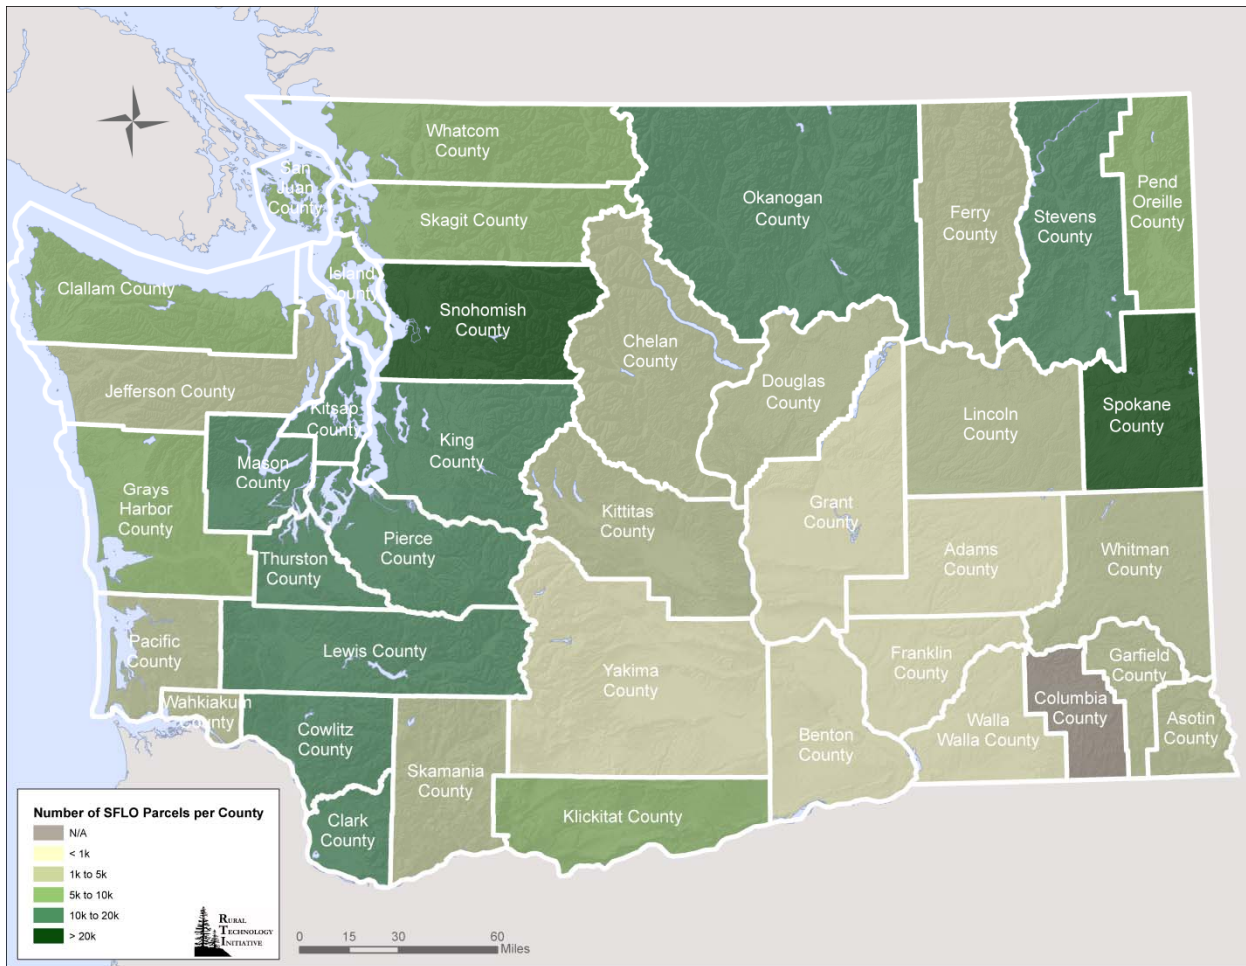 Whatcom
County
San
Juan
County
Skagit County
Okanogan
County
Ferry
County
Stevens
County
Pend
Oreille
County
Clallam County
Island
County
Snohomish
County
Chelan
County
Douglas
County
Lincoln
County
Spokane
County
Jefferson County
Kitsap
County
King
County
Mason
County
Grays
Harbor
County
Kittitas
County
Grant
County
Adams
County
Whitman
County
Thurston
County
Pierce
County
Pacific
County
Lewis County
Yakima
County
Franklin
County
Garfield
County
Wahkiakum
County
Cowlitz
County
Skamania
County
Benton
County
Walla
Walla County
Columbia
County
Asotin
County
Clark
County
Klickitat County
Number of SFLO Parcels per County
N/A
< 1k
1k to 5k
5k to 10k
10k to 20k
> 20k
RURAL
TECHNOLOGY
INITIATIVE
0 15 30 60
Miles